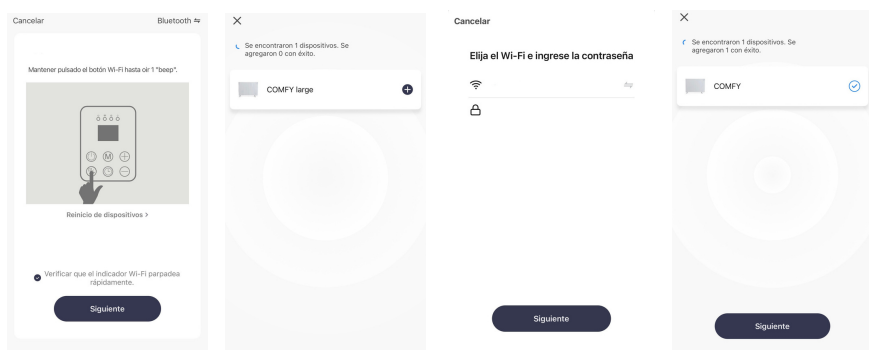 Cancelar
Bluetooth
Mantener pulsado el botón Wi-Fi hasta oir 1 "beep".
M
Reinicio de dispositivos >
Verificar que el indicador Wi-Fi parpadea
rápidamente.
Siguiente
Se encontraron 1 dispositivos. Se
agregaron 0 con éxito.
COMFY large
Cancelar
Elija el Wi-Fi e ingrese la contraseña
Siguiente
Se encontraron 1 dispositivos. Se
agregaron 1 con éxito.
COMFY
Siguiente